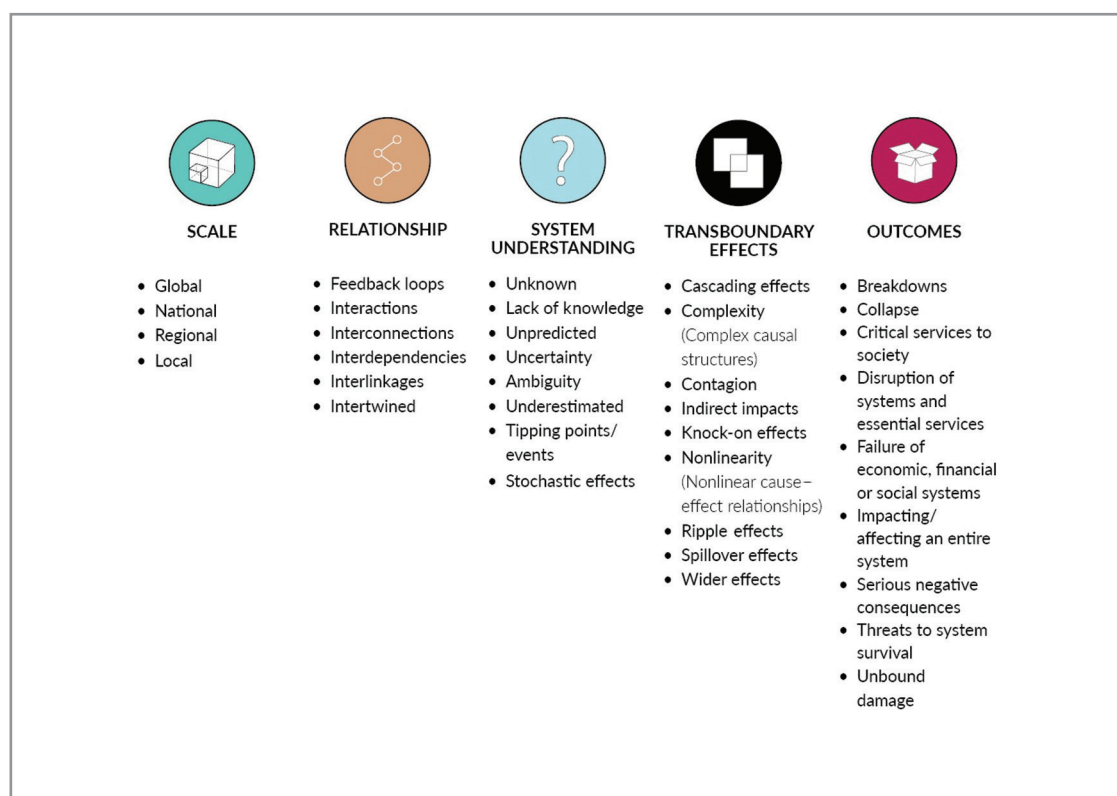 SCALE
• Global
• National
• Regional
• Local
RELATIONSHIP
• Feedback loops
• Interactions
• Interconnections
• Interdependencies
• Interlinkages
• Intertwined
SYSTEM
UNDERSTANDING
• Unknown
• Lack of knowledge
• Unpredicted
• Uncertainty
• Ambiguity
• Underestimated
• Tipping points/
events
• Stochastic effects
TRANSBOUNDARY
EFFECTS
• Cascading effects
• Complexity
(Complex causal
structures)
• Contagion
• Indirect impacts
• Knock-on effects
• Nonlinearity
(Nonlinear cause–
effect relationships)
• Ripple effects
• Spillover effects
• Wider effects
OUTCOMES
• Breakdowns
• Collapse
• Critical services to
society
• Disruption of
systems and
essential services
• Failure of
economic, financial
or social systems
• Impacting/
affecting an entire
system
• Serious negative
consequences
• Threats to system
survival
• Unbound
damage